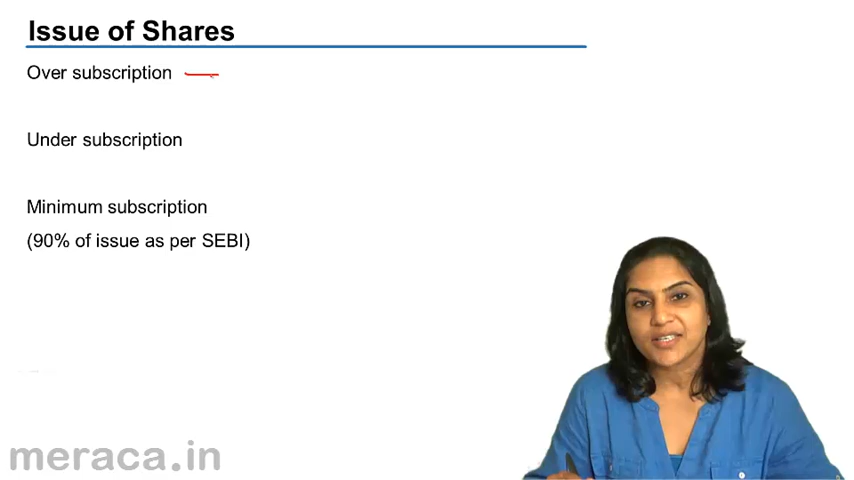 Issue of Shares
Over subscription
Under subscription
Minimum subscription
(90% of issue as per SEBI)
meraca.in